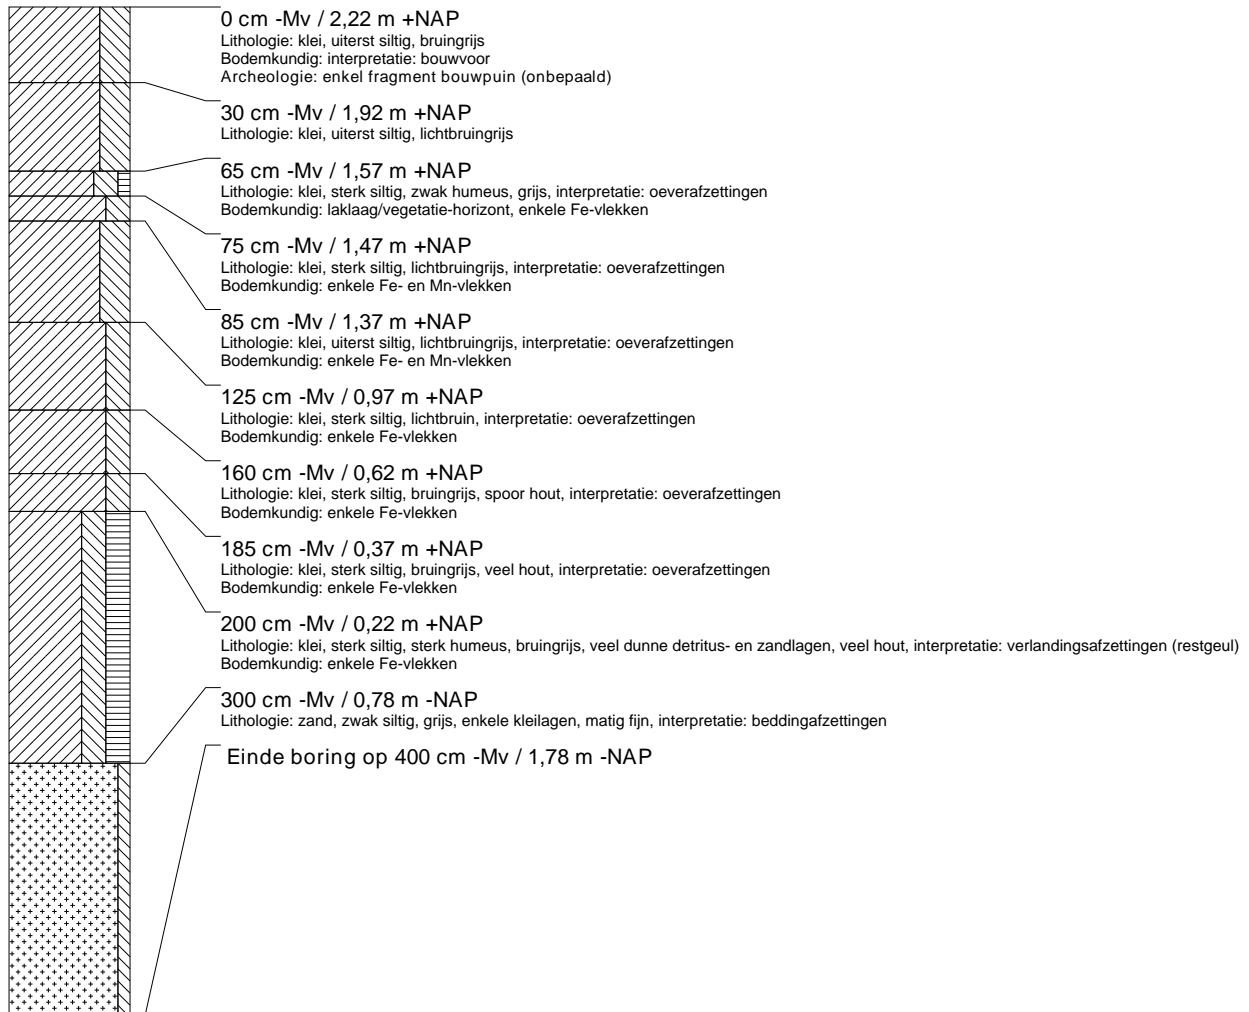 0 cm -Mv / 2,22 m +NAP
Lithologie: klei, uiterst siltig, bruingrijs
Bodemkundig: interpretatie: bouwvoor
Archeologie: enkel fragment bouwpuin (onbepaald)
30 cm -Mv / 1,92 m +NAP
Lithologie: klei, uiterst siltig, lichtbruingrijs
65 cm -Mv / 1,57 m +NAP
Lithologie: klei, sterk siltig, zwak humeus, grijs, interpretatie: oeverafzettingen
Bodemkundig: laklaag/vegetatie-horizont, enkele Fe-vlekken
75 cm -Mv / 1,47 m +NAP
Lithologie: klei, sterk siltig, lichtbruingrijs, interpretatie: oeverafzettingen
Bodemkundig: enkele Fe- en Mn-vlekken
85 cm -Mv / 1,37 m +NAP
Lithologie: klei, uiterst siltig, lichtbruingrijs, interpretatie: oeverafzettingen
Bodemkundig: enkele Fe- en Mn-vlekken
125 cm -Mv / 0,97 m +NAP
Lithologie: klei, sterk siltig, lichtbruin, interpretatie: oeverafzettingen
Bodemkundig: enkele Fe-vlekken
160 cm -Mv / 0,62 m +NAP
Lithologie: klei, sterk siltig, bruingrijs, spoor hout, interpretatie: oeverafzettingen
Bodemkundig: enkele Fe-vlekken
185 cm -Mv / 0,37 m +NAP
Lithologie: klei, sterk siltig, bruingrijs, veel hout, interpretatie: oeverafzettingen
Bodemkundig: enkele Fe-vlekken
200 cm -Mv / 0,22 m +NAP
Lithologie: klei, sterk siltig, sterk humeus, bruingrijs, veel dunne detritus- en zandlagen, veel hout, interpretatie: verlandingsafzettingen (restgeul)
Bodemkundig: enkele Fe-vlekken
300 cm -Mv / 0,78 m -NAP
Lithologie: zand, zwak siltig, grijs, enkele kleilagen, matig fijn, interpretatie: beddingafzettingen
Einde boring op 400 cm -Mv / 1,78 m -NAP